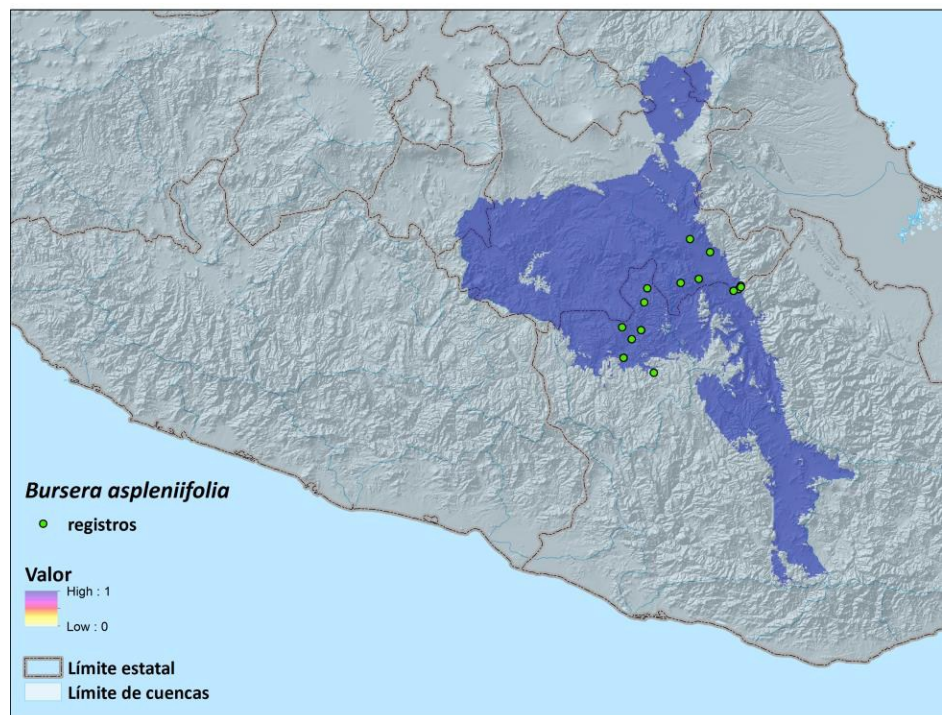 Bursera aspleniifolia
registros
Valor
High : 1
Low : 0
Límite estatal
Límite de cuencas